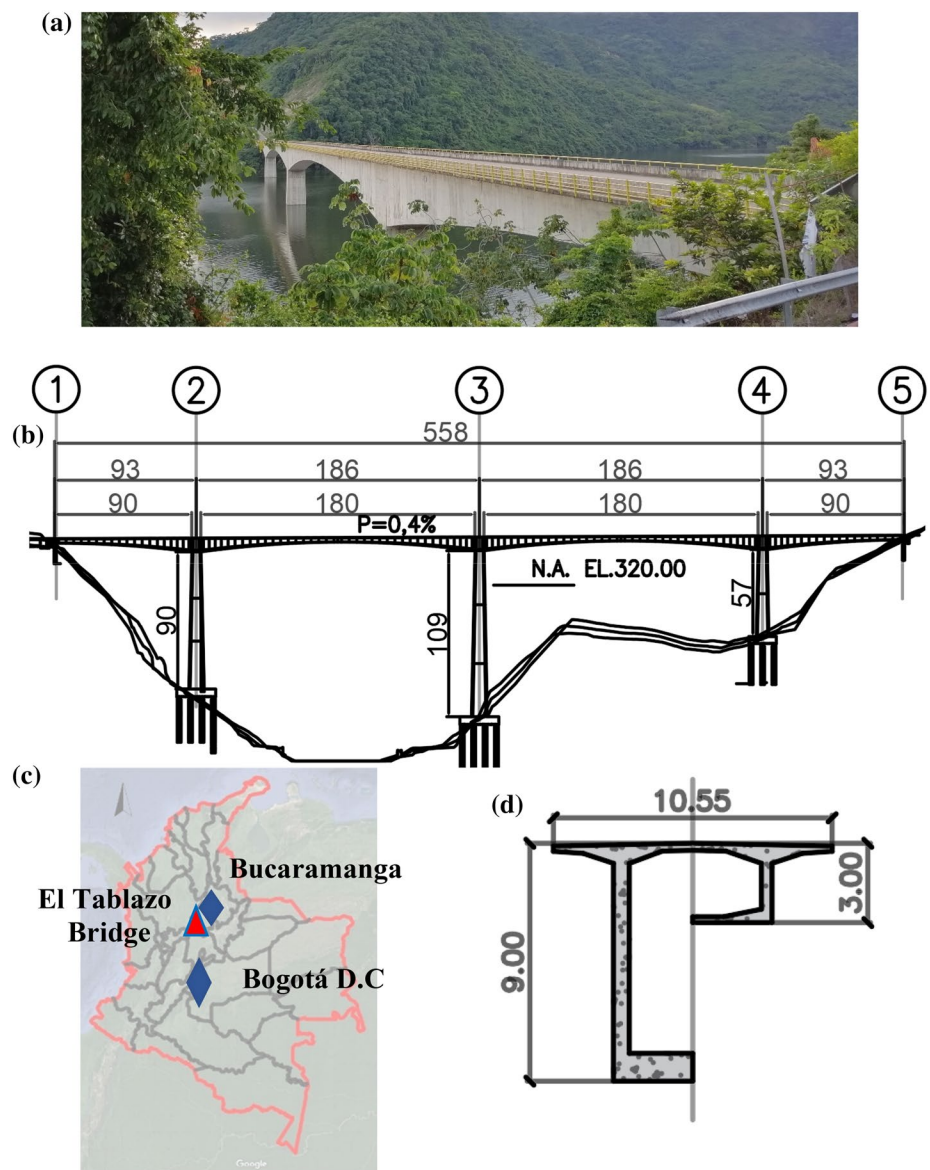 (a)
1 2 3 4 5
(b)
558
93 186 186 93
90 180 180 90
P=0,4%
N.A. EL.320.00
90
109
57
(c)
(d)
10.55
9.00
3.00
Bucaramanga
El Tablazo
Bridge
Bogotá D.C
Google